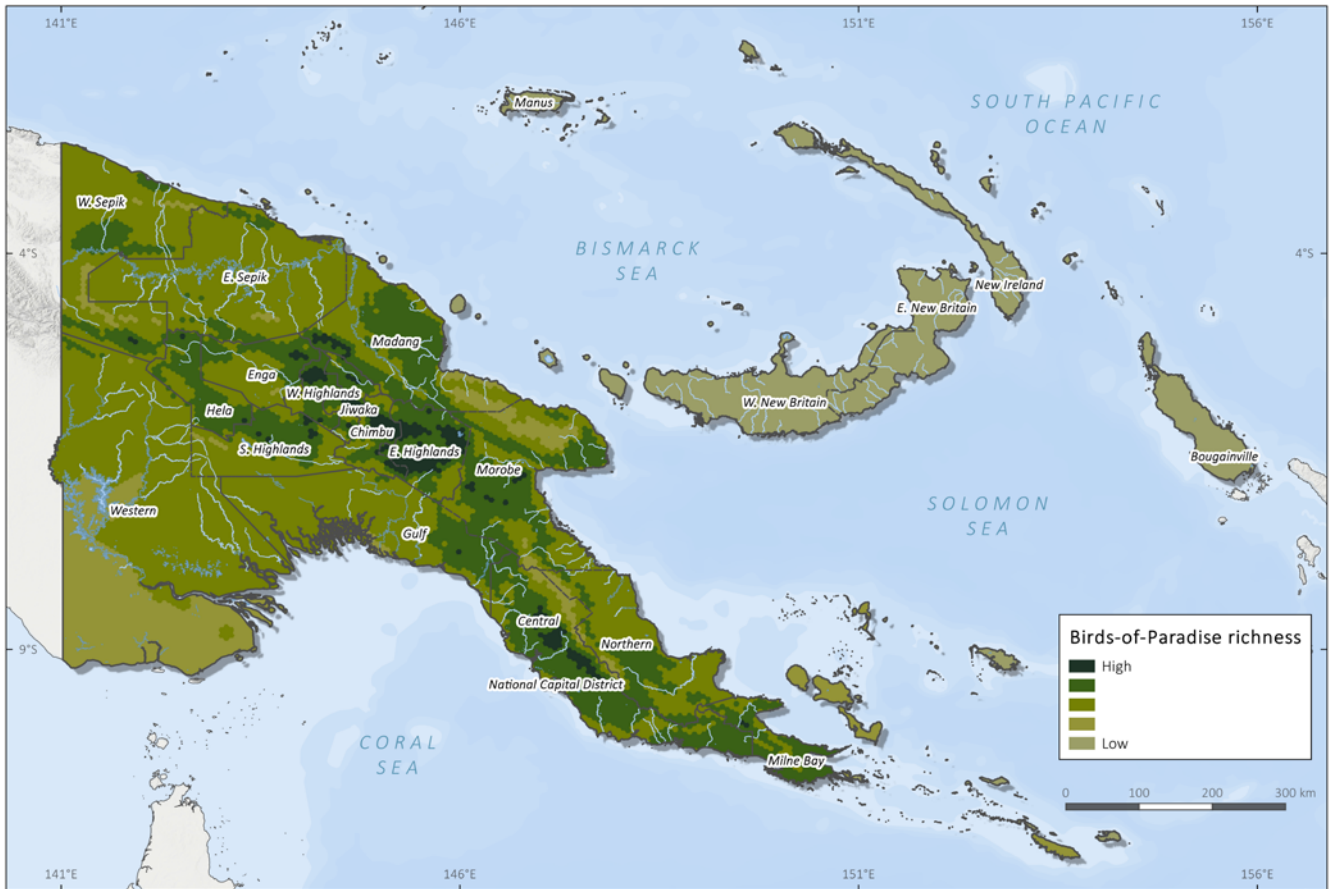 141°E
146°E
151°E
156°E
SOUTH PACIFIC
OCEAN
Manus
W. Sepik
4°S
4°S
BISMARCK
SEA
E. Sepik
New Ireland
E. New Britain
Madang
Enga
W. Highlands
Jiwaka
W. New Britain
Hela
Chimbu
S. Highlands
E. Highlands
Bougainville
Morobe
Western
Gulf
SOLOMON
SEA
Central
Northern
9°S
National Capital District
CORAL
SEA
Milne Bay
Birds-of-Paradise richness
High
Low
0 100 200 300 km
141°E
146°E
151°E
156°E